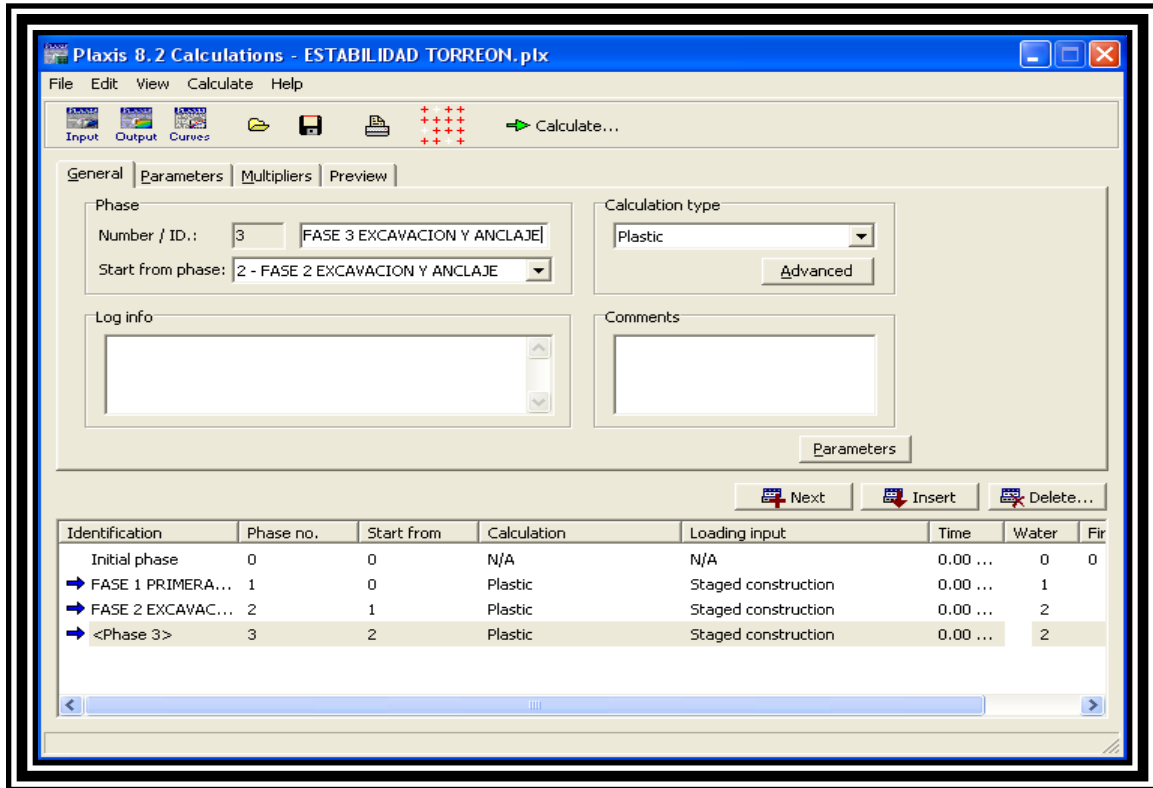 Plaxis 8.2 Calculations - ESTABILIDAD TORREON.plx
File Edit View Calculate Help
PLAXIS PLAXIS PLAXIS
Input Output Curves Calculate...
General Parameters Multipliers Preview
Phase
Number / ID.: 3 FASE 3 EXCAVACION Y ANCLAJE
Start from phase: 2 - FASE 2 EXCAVACION Y ANCLAJE
Calculation type
Plastic
Advanced
Log info
Comments
Parameters
Next Insert Delete...
Identification Phase no. Start from Calculation Loading input Time Water Fir
Initial phase 0 0 N/A N/A 0.00 ... 0 0
FASE 1 PRIMERA... 1 0 Plastic Staged construction 0.00 ... 1
FASE 2 EXCAVAC... 2 1 Plastic Staged construction 0.00 ... 2
<Phase 3> 3 2 Plastic Staged construction 0.00 ... 2